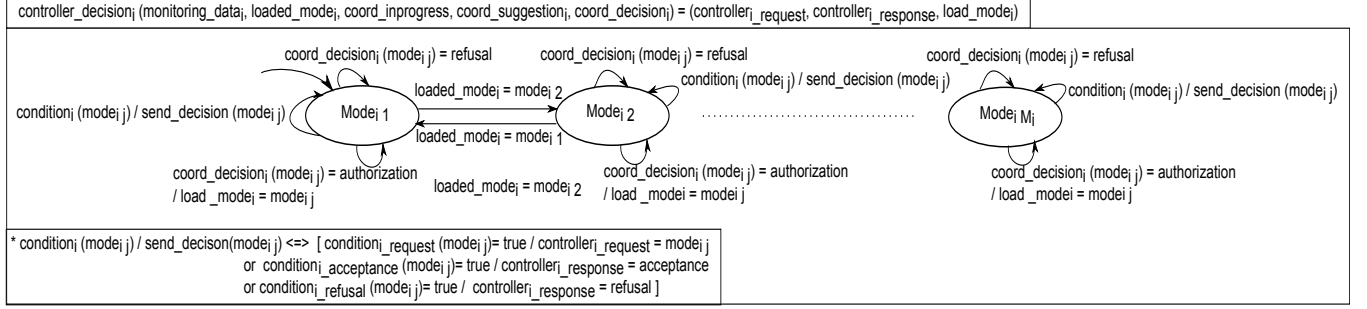 controller_decisioni (monitoring_datai, loaded_modei, coord_inprogress, coord_suggestioni, coord_decisioni) = (controlleri_request, controlleri_response, load_modei)
coord_decisioni (modei j) = refusal
coord_decisioni (modei j) = refusal
coord_decisioni (modei j) = refusal
condition​i (modei j) / send_decision (modei j)
Modei 1
loaded_modei = modei 2
loaded_modei = modei 1
Modei 2
conditioni (modei j) / send_decision (modei j)
Modei Mi
conditioni (modei j) / send_decision (modei j)
coord_decisioni (modei j) = authorization
/ load _modei = modei j
loaded_modei = modei 2
coord_decisioni (modei j) = authorization
/ load _modei = modei j
coord_decisioni (modei j) = authorization
/ load _modei = modei j
* conditioni (modei j) / send_decison(modei j) <=> [ conditioni_request (modei j)= true / controlleri_request = modei j
or conditioni_acceptance (modei j)= true / controlleri_response = acceptance
or conditioni_refusal (modei j)= true / controlleri_response = refusal ]